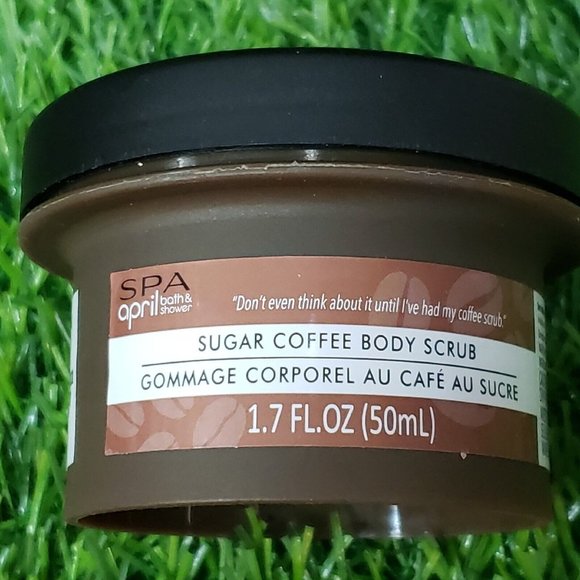 SPA
april bath & shower
"Don't even think about it until I've had my coffee scrub."
SUGAR COFFEE BODY SCRUB
GOMMAGE CORPOREL AU CAFÉ AU SUCRE
1.7 FL.OZ (50mL)